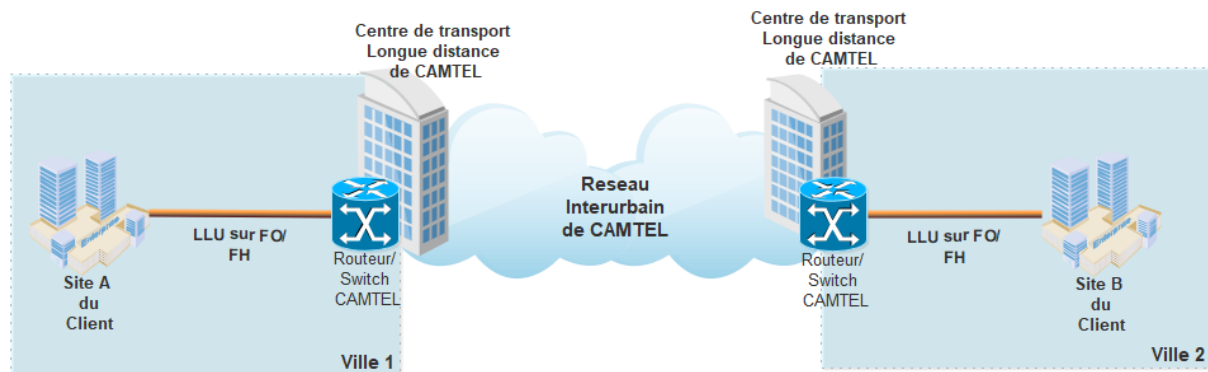 Centre de transport
Longue distance
de CAMTEL
Centre de transport
Longue distance
de CAMTEL
Reseau
Interurbain
de CAMTEL
LLU sur FO/
FH
Routeur/
Switch
CAMTEL
Site A
du
Client
Ville 1
Routeur/
Switch
CAMTEL
LLU sur FO/
FH
Site B
du
Client
Ville 2